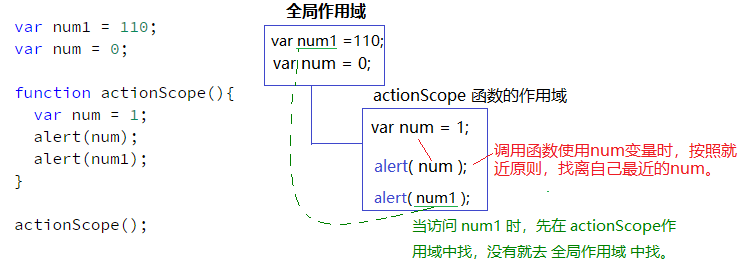 var num1 = 110;
var num = 0;
function actionScope(){
var num = 1;
alert(num);
alert(num1);
}
actionScope();
全局作用域
var num1 =110;
var num = 0;
actionScope 函数的作用域
var num = 1;
alert( num );
alert( num1 );
调用函数使用num变量时，按照就
近原则，找离自己最近的num。
当访问 num1 时，先在 actionScope作
用域中找，没有就去 全局作用域 中找。